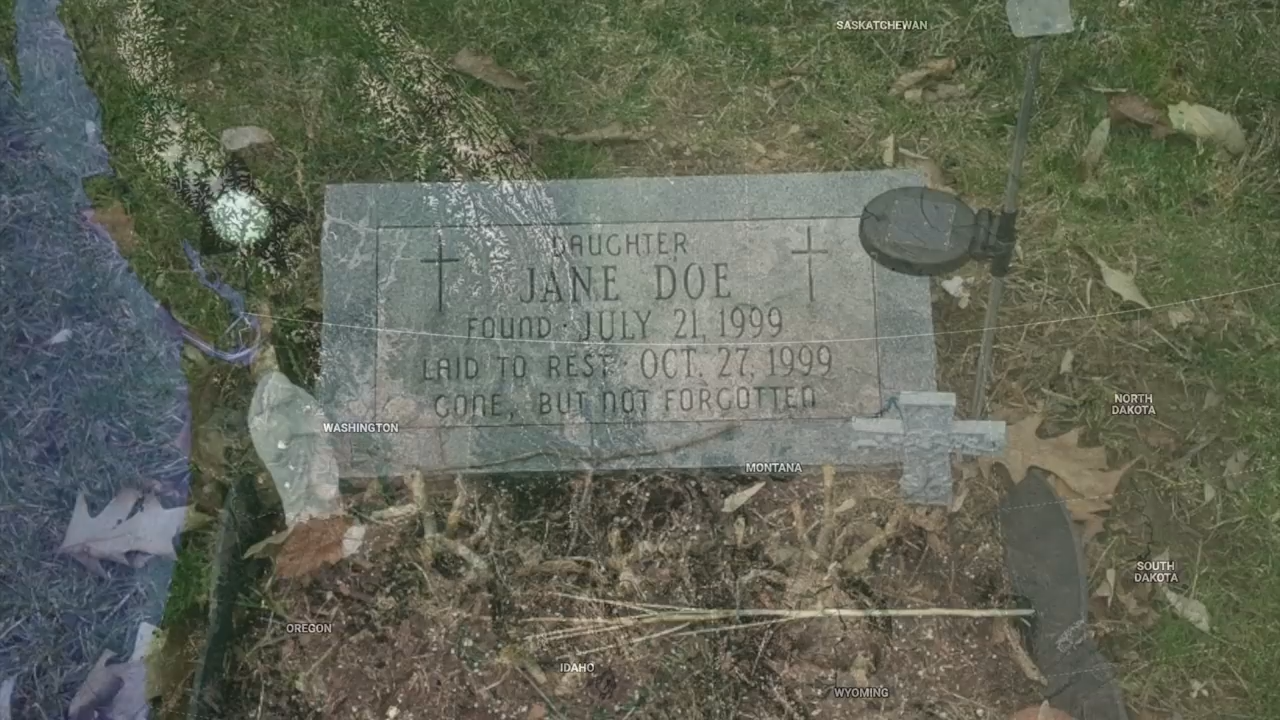 SASKATCHEWAN
DAUGHTER
JANE DOE
FOUND · JULY 21, 1999
LAID TO REST · OCT. 27, 1999
GONE, BUT NOT FORGOTTEN
NORTH
DAKOTA
WASHINGTON
MONTANA
SOUTH
DAKOTA
OREGON
IDAHO
WYOMING